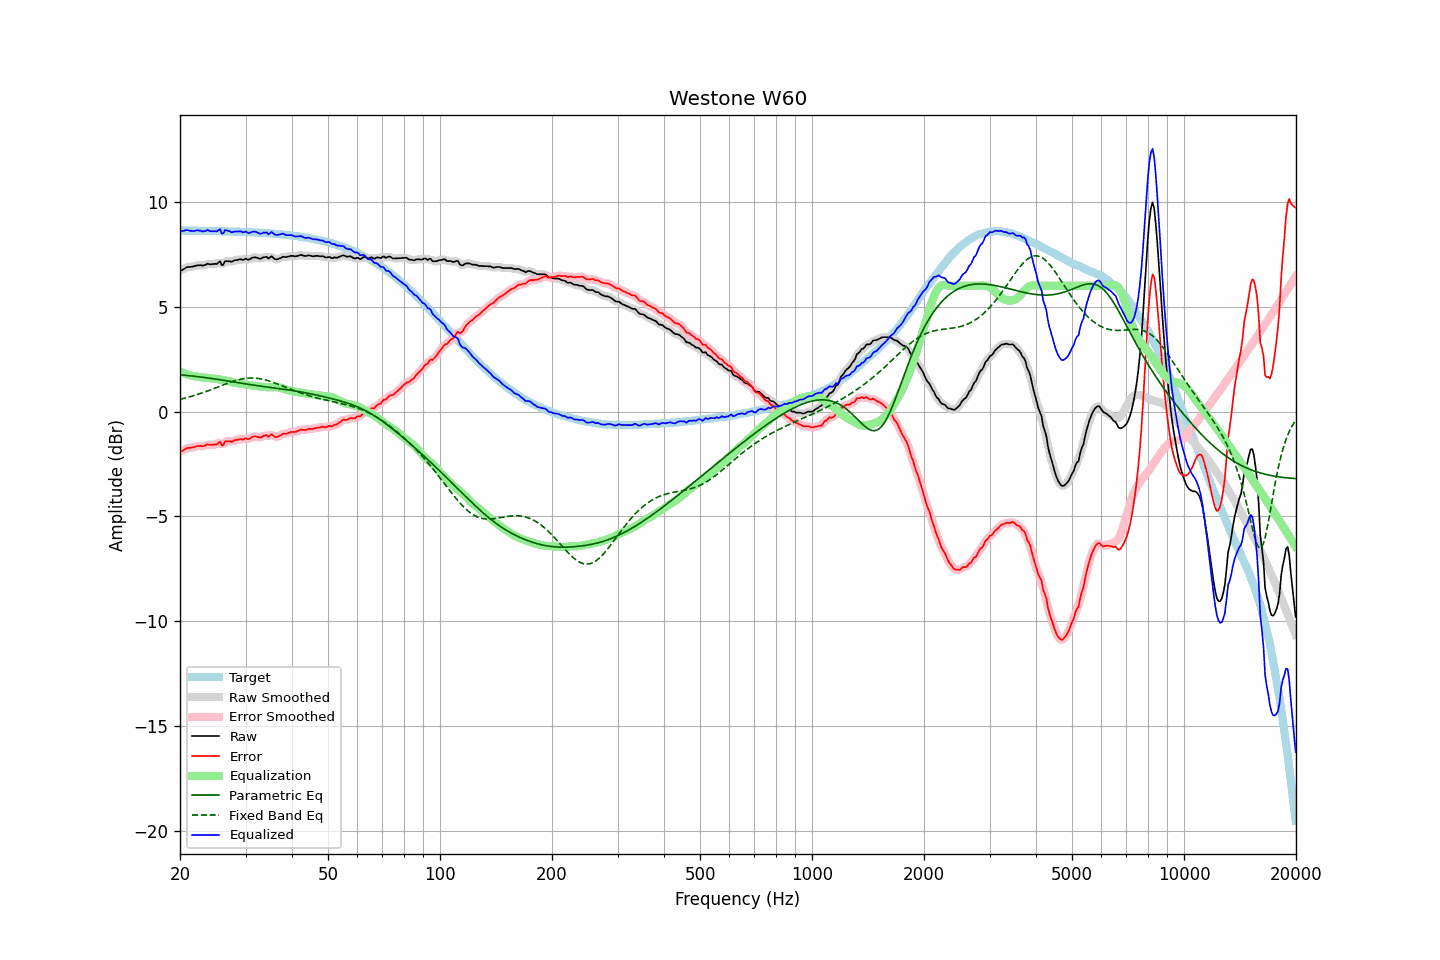 Westone W60
Amplitude (dBr)
10
5
0
−5
−10
−15
−20
Target
Raw Smoothed
Error Smoothed
Raw
Error
Equalization
Parametric Eq
Fixed Band Eq
Equalized
20 50 100 200 500 1000 2000 5000 10000 20000
Frequency (Hz)